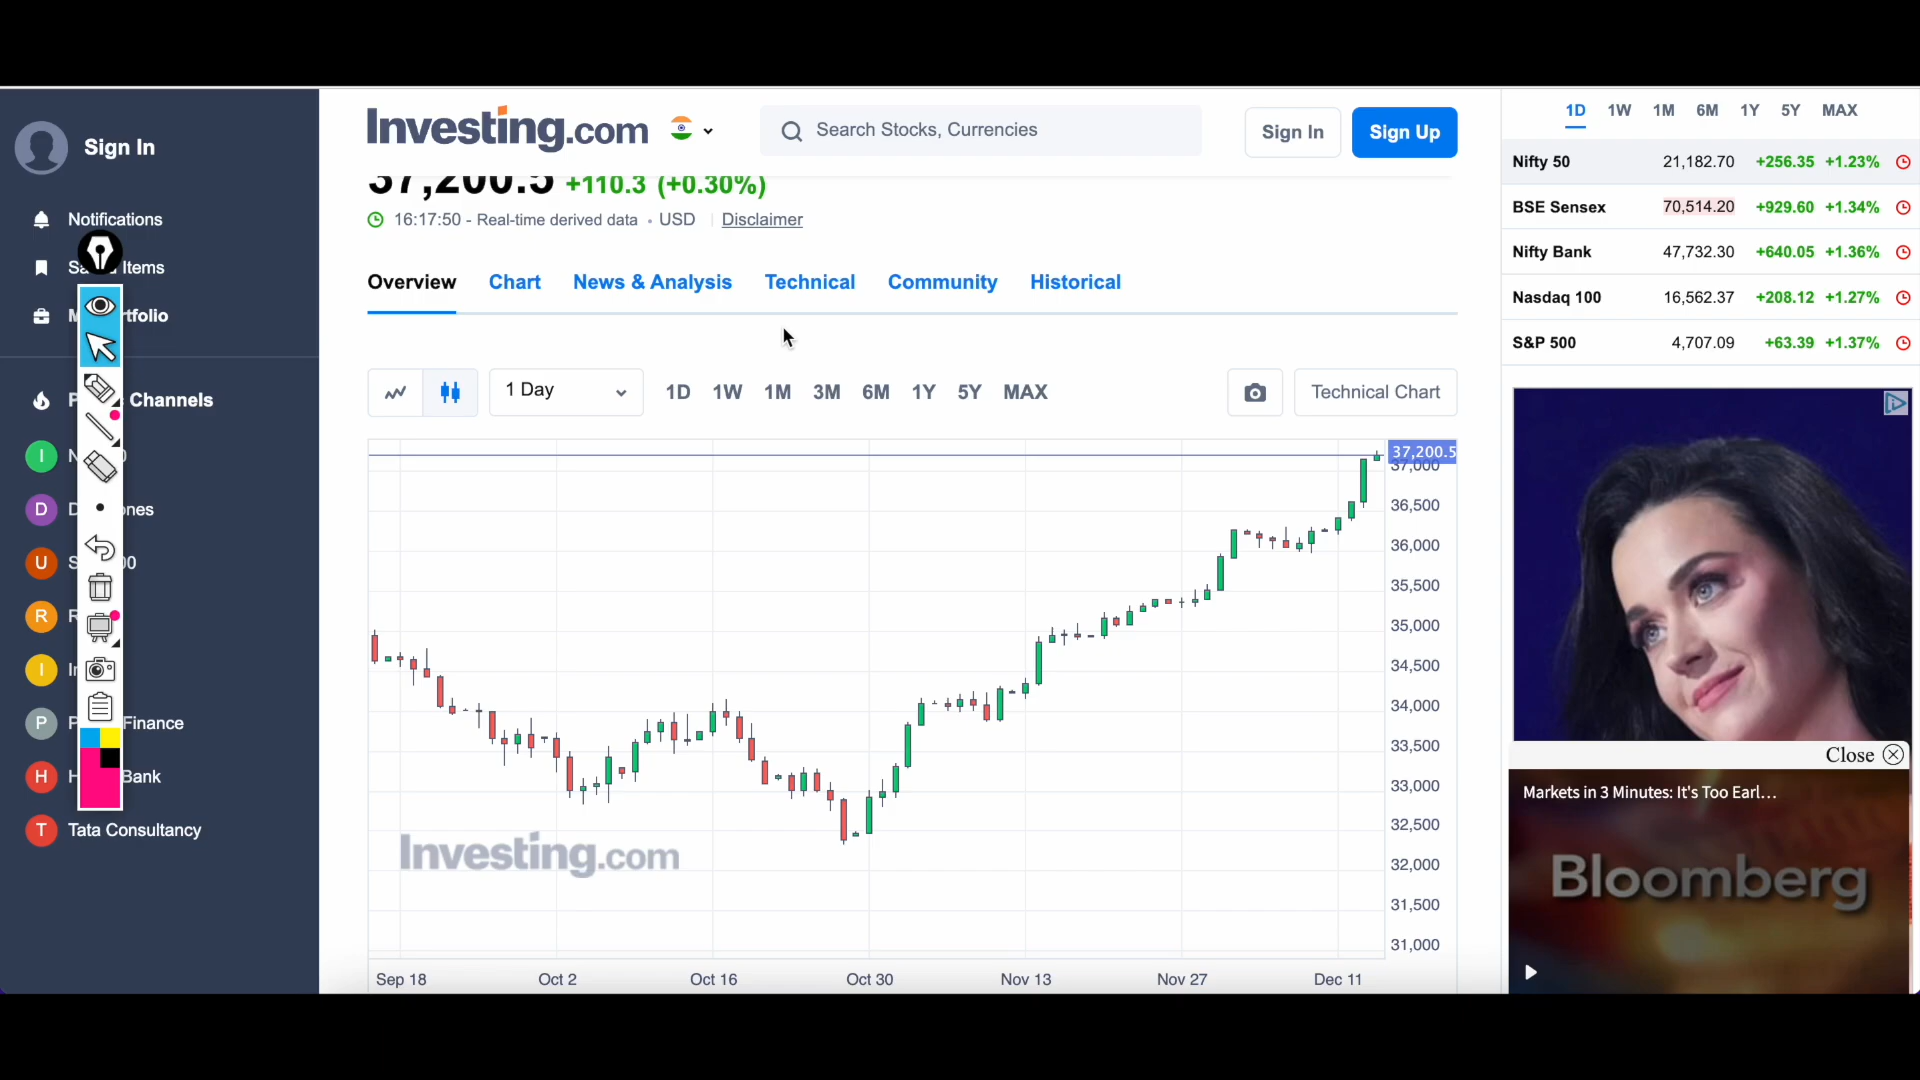 Sign In
Notifications
Items
Channels
Finance
Bank
Tata Consultancy
Investing.com
Search Stocks, Currencies
Sign In
Sign Up
37,200.5 +110.3 (+0.30%)
16:17:50 - Real-time derived data • USD | Disclaimer
Overview Chart News & Analysis Technical Community Historical
1 Day
1D 1W 1M 3M 6M 1Y 5Y MAX
Technical Chart
37,200.5
37,000
36,500
36,000
35,500
35,000
34,500
34,000
33,500
33,000
32,500
32,000
31,500
31,000
Investing.com
Sep 18 Oct 2 Oct 16 Oct 30 Nov 13 Nov 27 Dec 11
1D 1W 1M 6M 1Y 5Y MAX
Nifty 50 21,182.70 +256.35 +1.23%
BSE Sensex 70,514.20 +929.60 +1.34%
Nifty Bank 47,732.30 +640.05 +1.36%
Nasdaq 100 16,562.37 +208.12 +1.27%
S&P 500 4,707.09 +63.39 +1.37%
Close
Markets in 3 Minutes: It's Too Earl...
Bloomberg